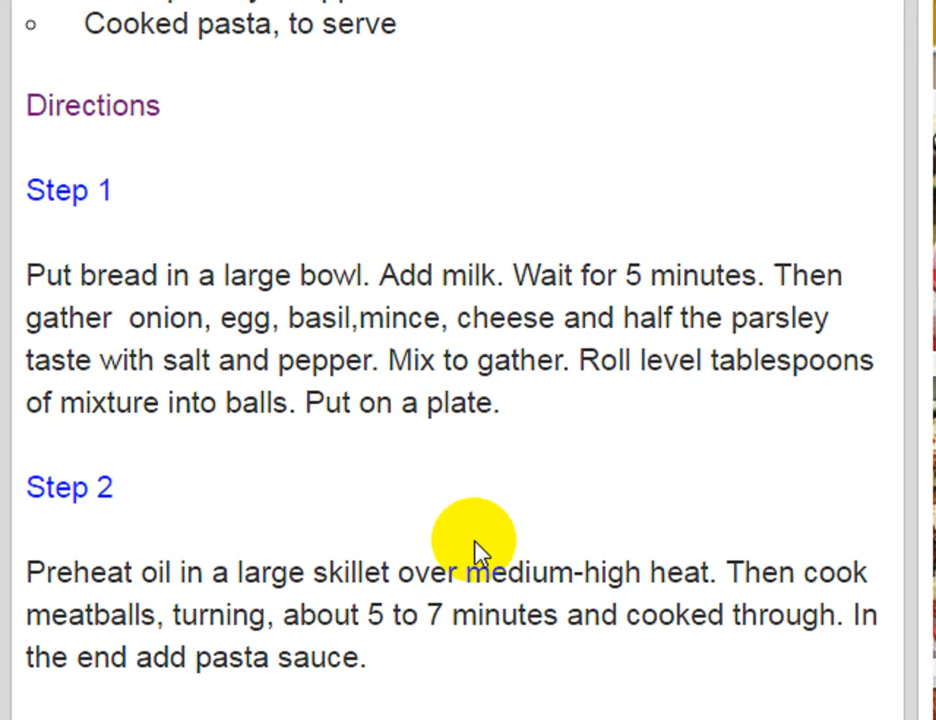 Cooked pasta, to serve
Directions
Step 1
Put bread in a large bowl. Add milk. Wait for 5 minutes. Then
gather  onion, egg, basil,mince, cheese and half the parsley
taste with salt and pepper. Mix to gather. Roll level tablespoons
of mixture into balls. Put on a plate.
Step 2
Preheat oil in a large skillet over medium-high heat. Then cook
meatballs, turning, about 5 to 7 minutes and cooked through. In
the end add pasta sauce.